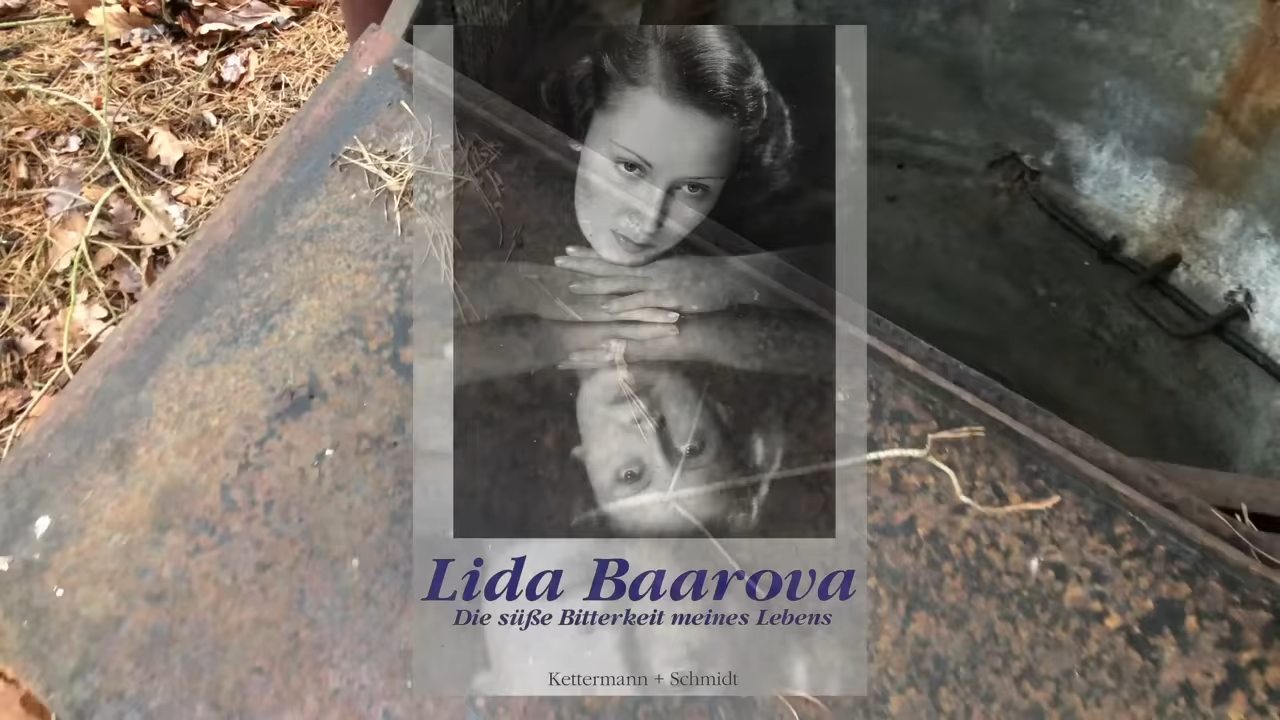 Lida Baarova
Die süße Bitterkeit meines Lebens
Kettermann + Schmidt